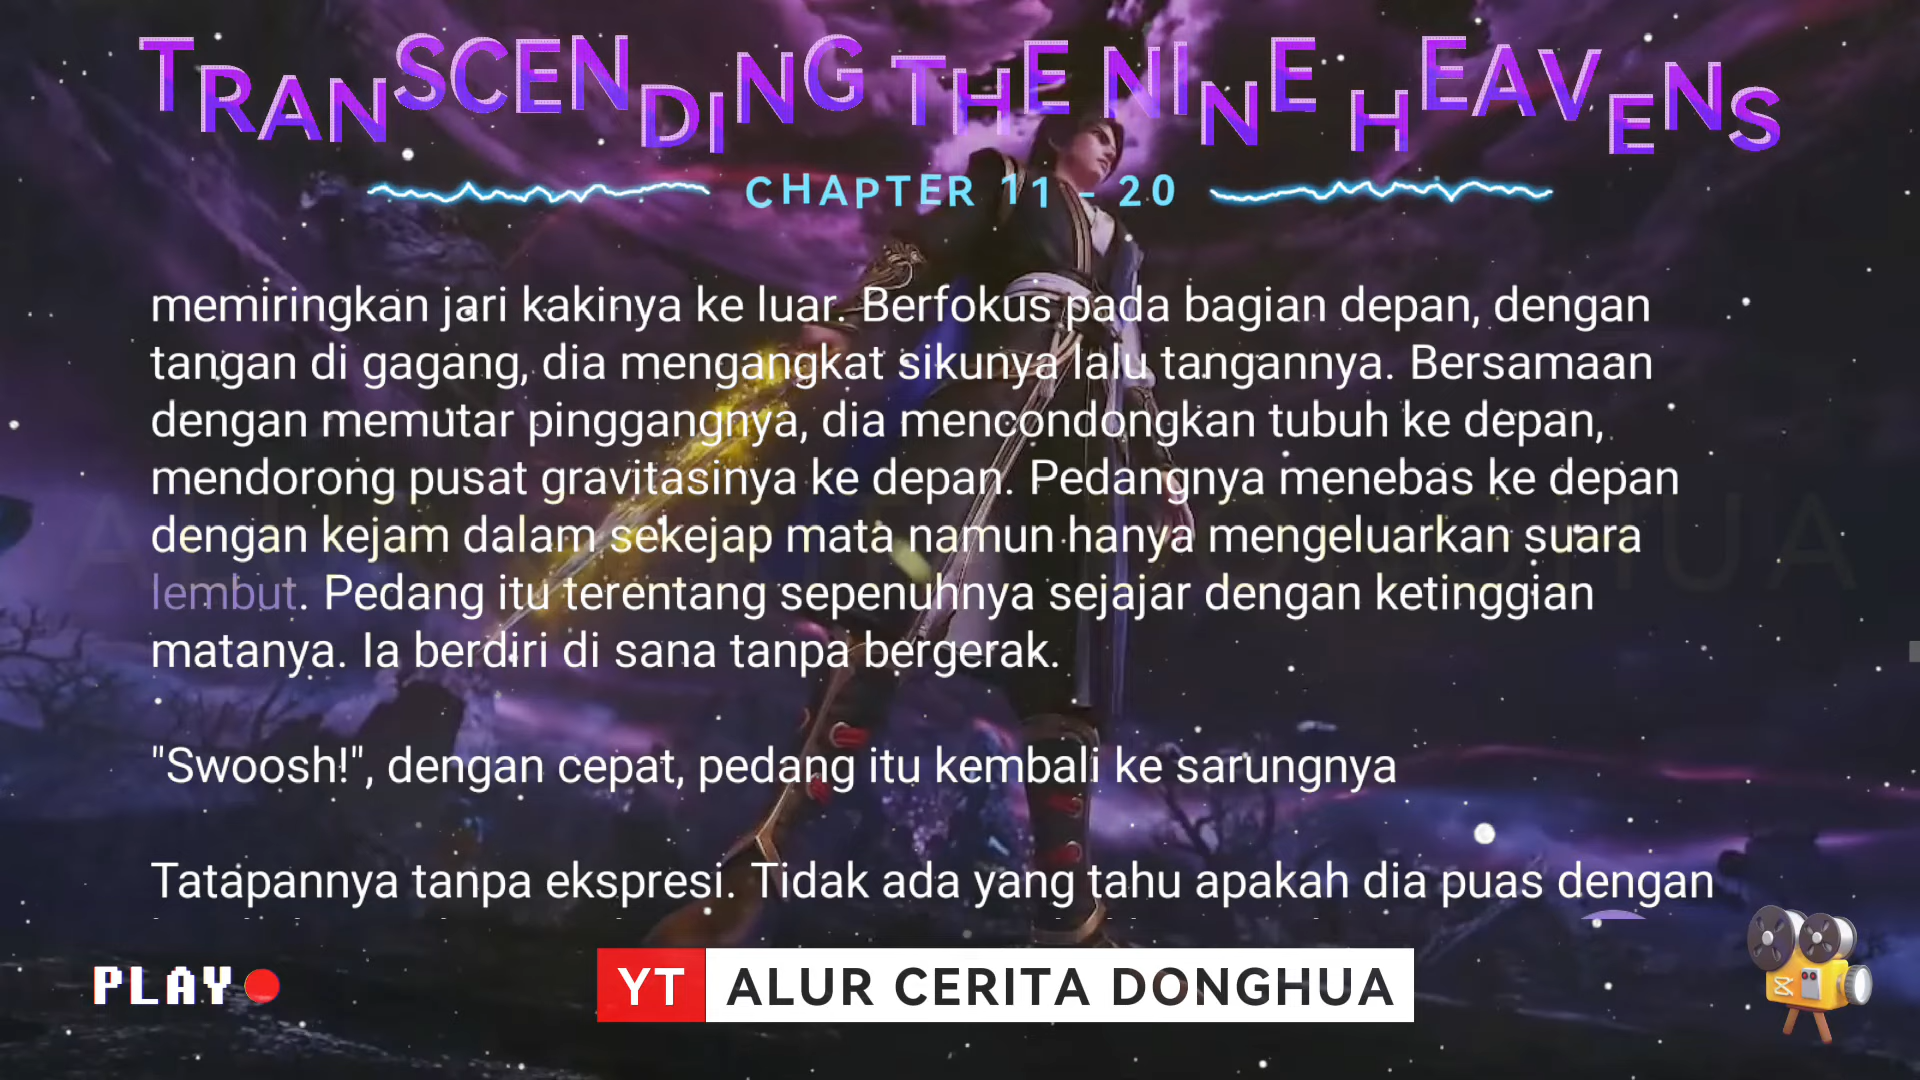 TRANSCENDING THE NINE HEAVENS
CHAPTER 11 - 20
memiringkan jari kakinya ke luar. Berfokus pada bagian depan, dengan
tangan di gagang, dia mengangkat sikunya lalu tangannya. Bersamaan
dengan memutar pinggangnya, dia mencondongkan tubuh ke depan,
mendorong pusat gravitasinya ke depan. Pedangnya menebas ke depan
dengan kejam dalam sekejap mata namun hanya mengeluarkan suara
lembut. Pedang itu terentang sepenuhnya sejajar dengan ketinggian
matanya. Ia berdiri di sana tanpa bergerak.
"Swoosh!", dengan cepat, pedang itu kembali ke sarungnya
Tatapannya tanpa ekspresi. Tidak ada yang tahu apakah dia puas dengan
PLAY
YT ALUR CERITA DONGHUA